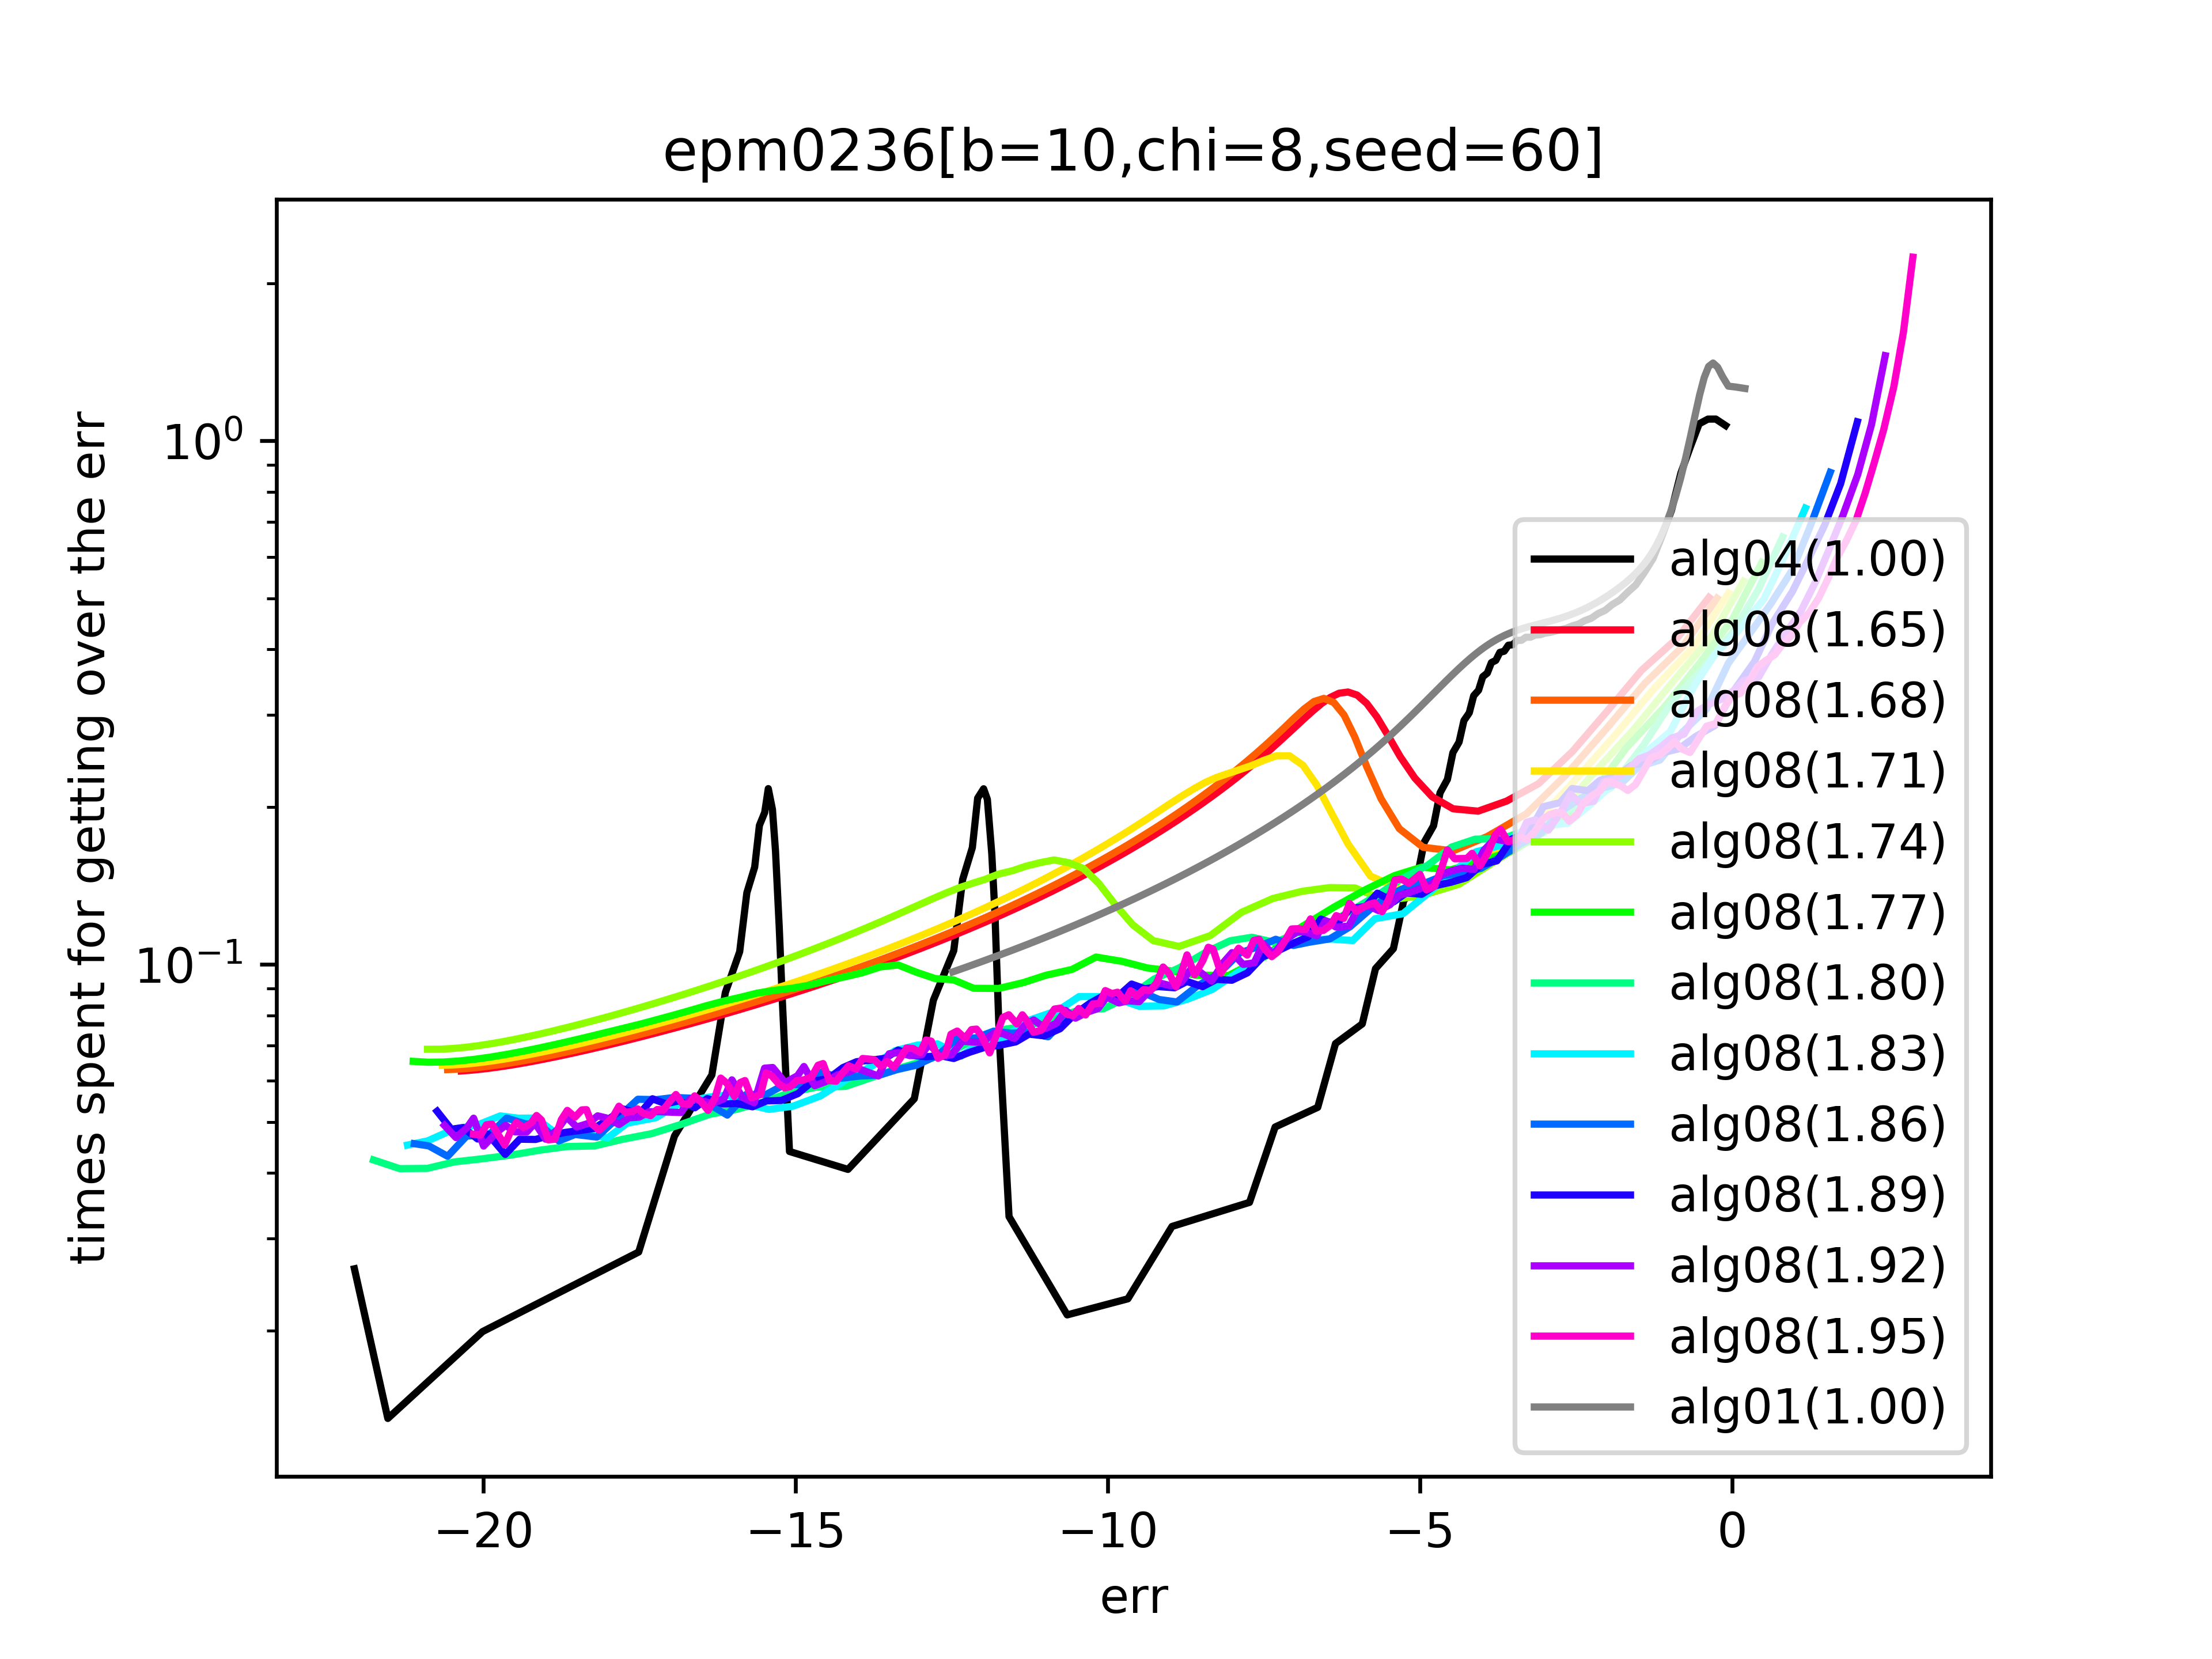 epm0236[b=10,chi=8,seed=60]
times spent for getting over the err
10⁰
10⁻¹
alg04(1.00)
alg08(1.65)
alg08(1.68)
alg08(1.71)
alg08(1.74)
alg08(1.77)
alg08(1.80)
alg08(1.83)
alg08(1.86)
alg08(1.89)
alg08(1.92)
alg08(1.95)
alg01(1.00)
−20 −15 −10 −5 0
err